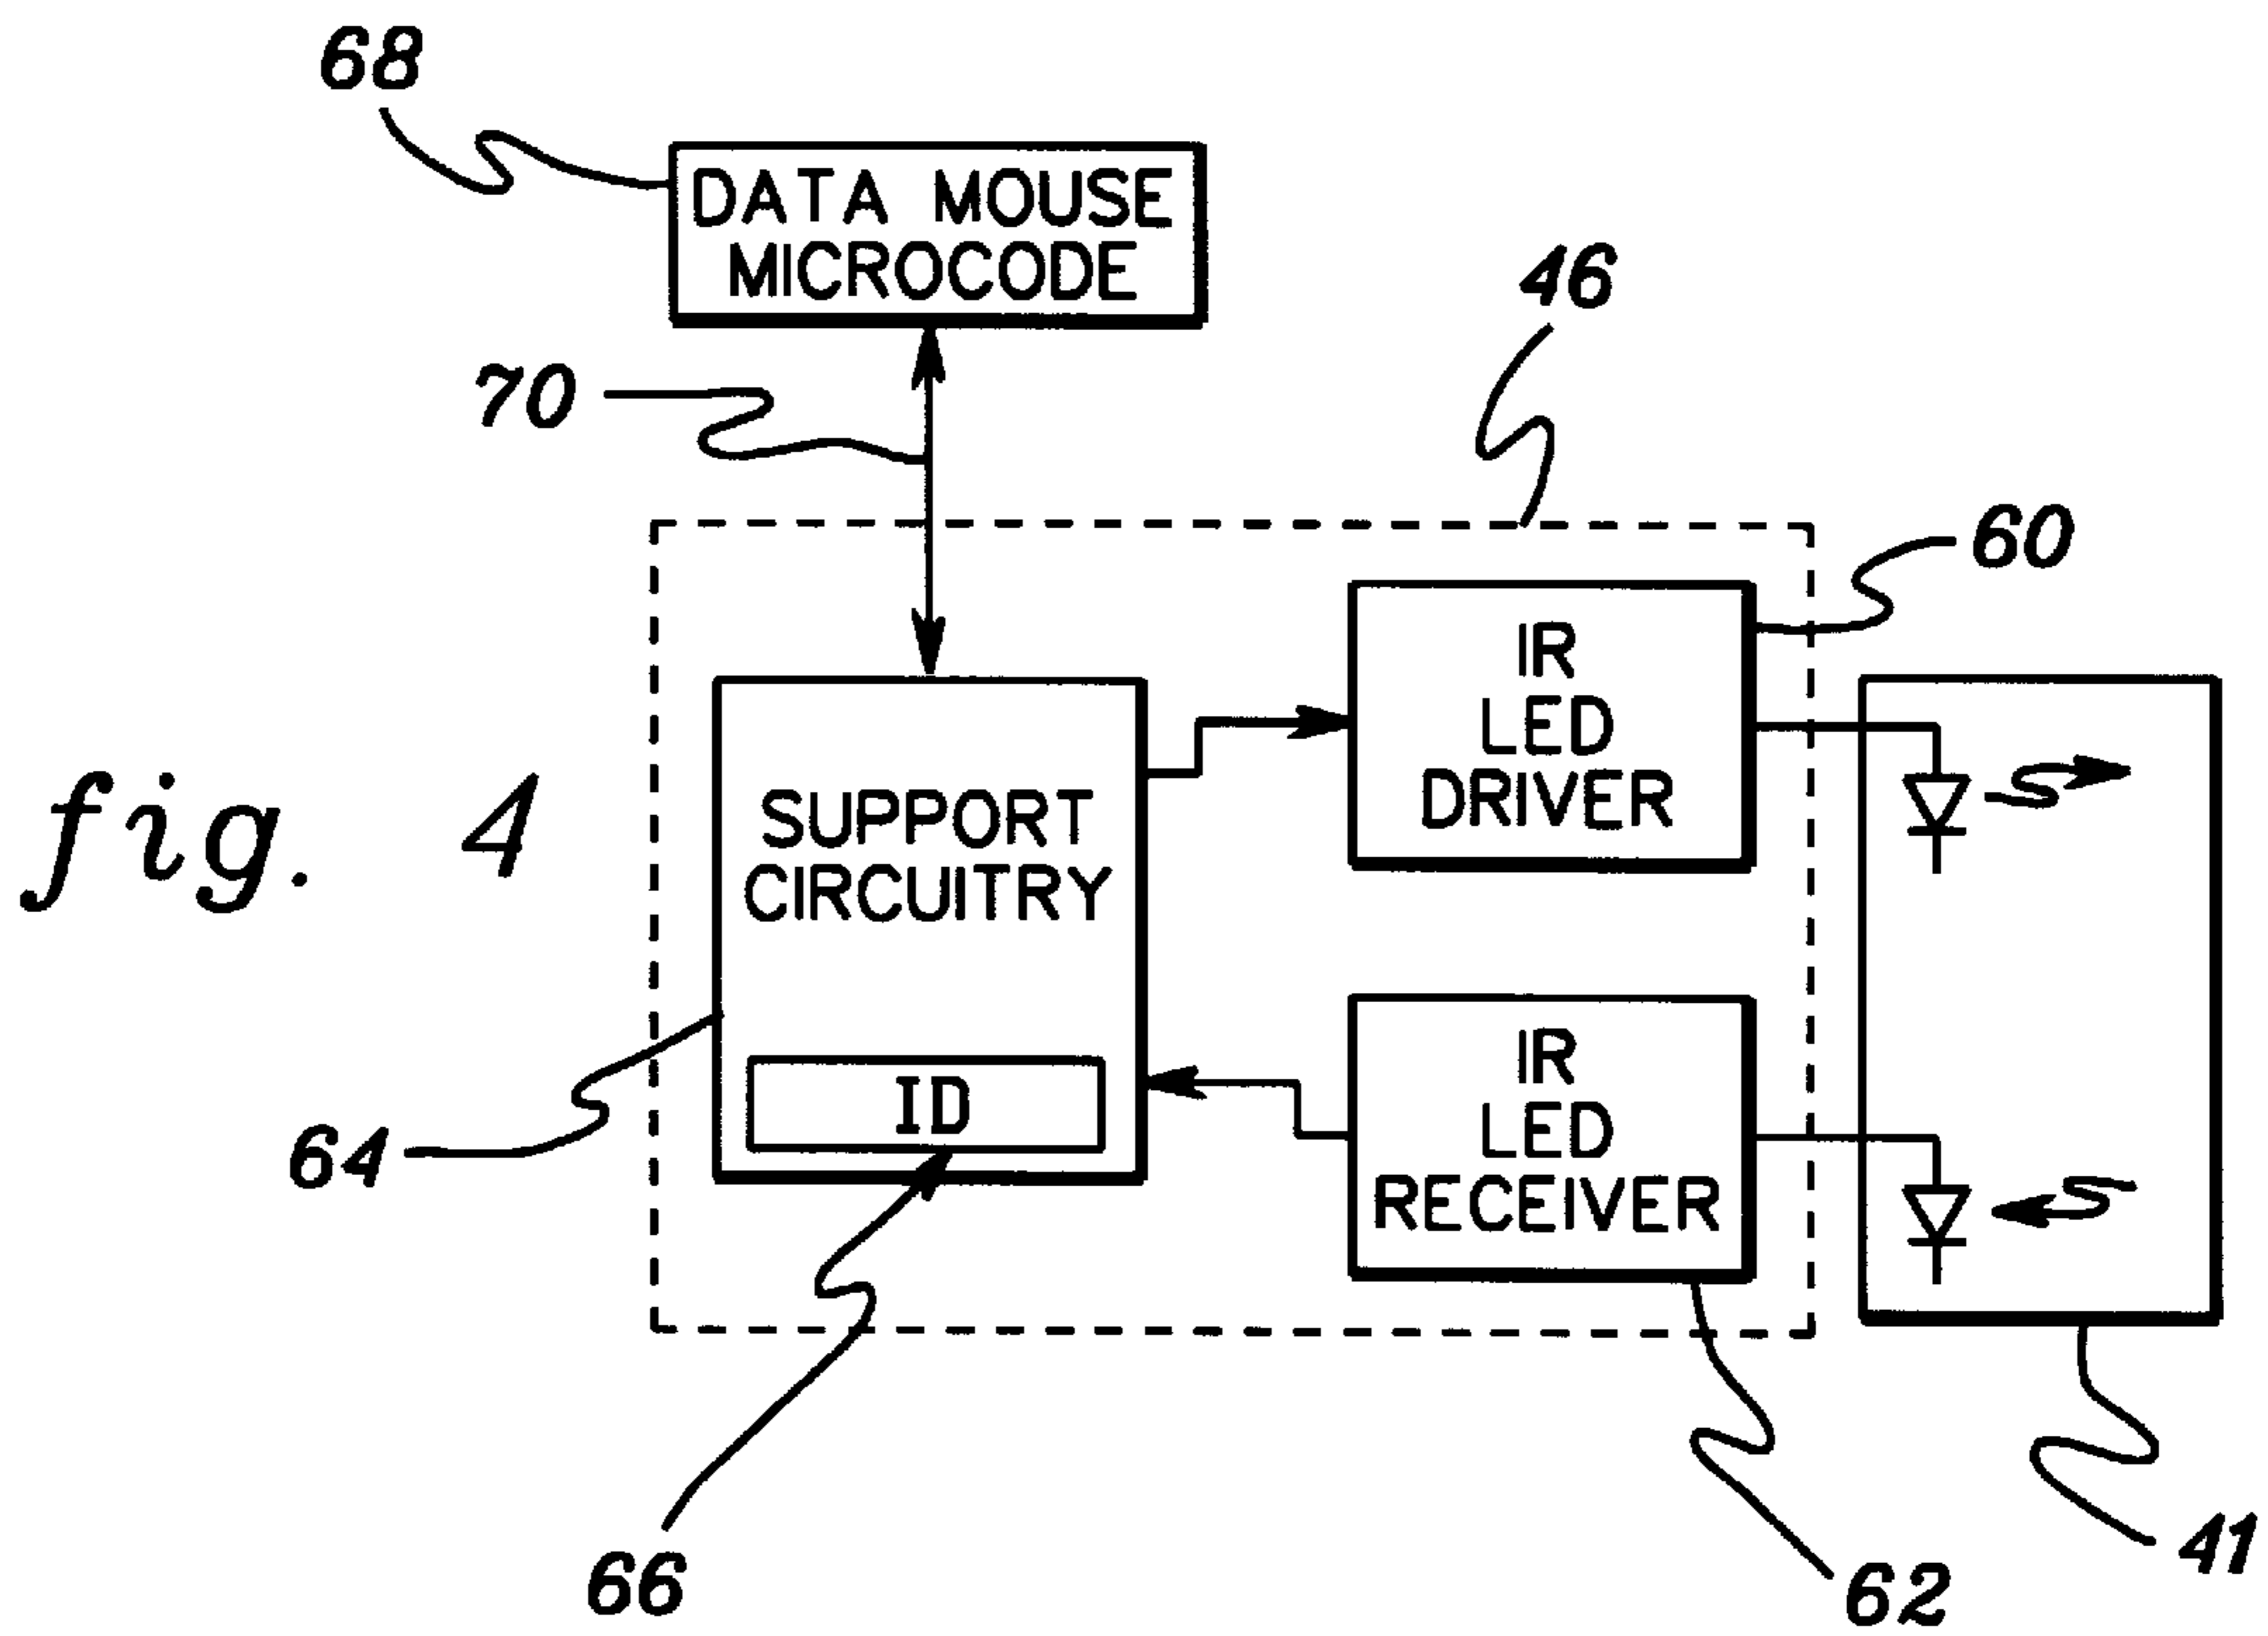 68
DATA MOUSE
MICROCODE
46
70
60
IR
LED
DRIVER
fig. 4
SUPPORT
CIRCUITRY
IR
LED
RECEIVER
ID
64
66
62
41